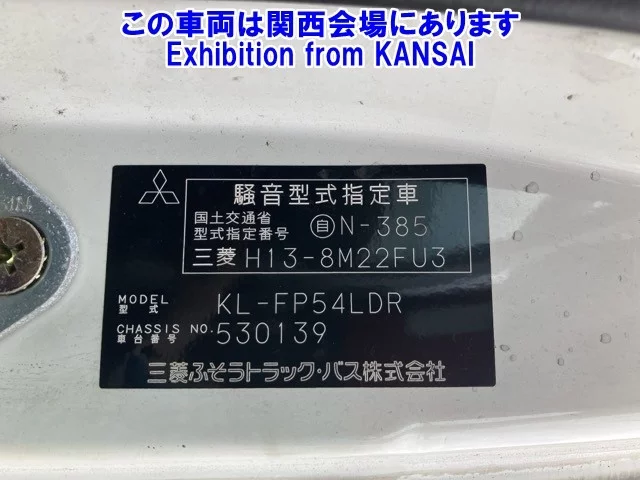 この車両は関西会場にあります
Exhibition from KANSAI
騒音型式指定車
国土交通省
型式指定番号 自N-385
三菱 H13-8M22FU3
MODEL
型式 KL-FP54LDR
CHASSIS NO.
車台番号 530139
三菱ふそうトラック・バス株式会社